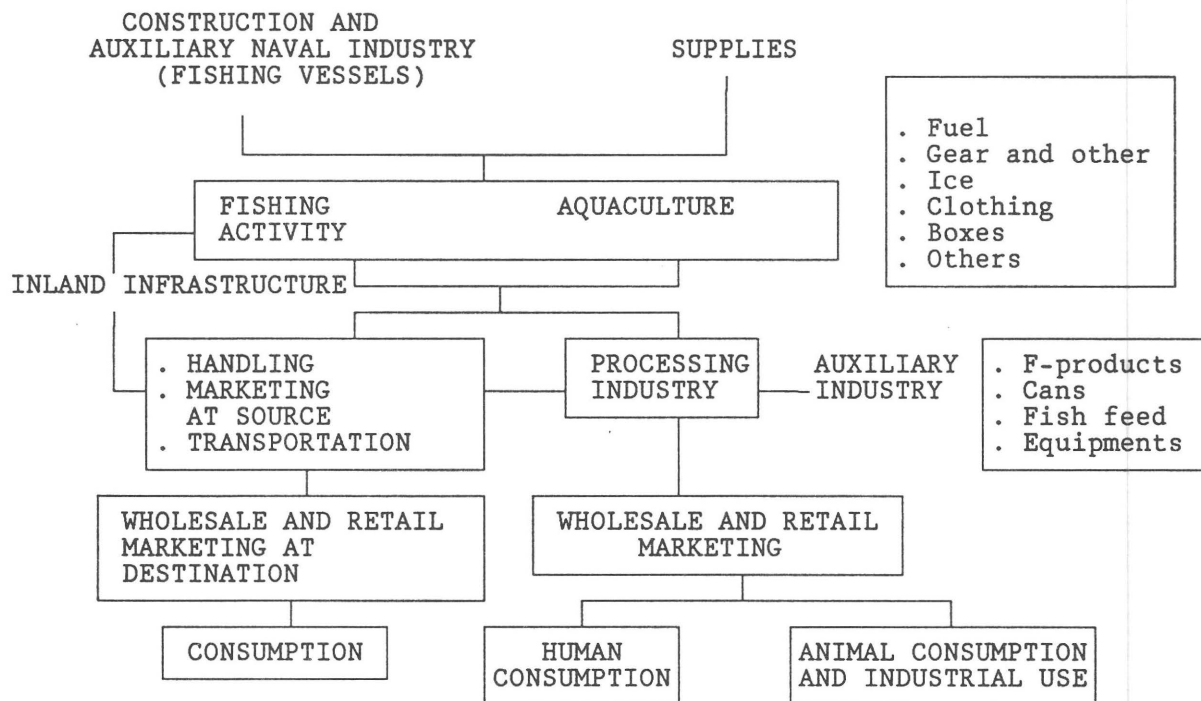 CONSTRUCTION AND
AUXILIARY NAVAL INDUSTRY
(FISHING VESSELS)
SUPPLIES
. Fuel
. Gear and other
. Ice
. Clothing
. Boxes
. Others
FISHING
ACTIVITY
AQUACULTURE
INLAND INFRASTRUCTURE
. HANDLING
. MARKETING
AT SOURCE
. TRANSPORTATION
PROCESSING
INDUSTRY
AUXILIARY
INDUSTRY
. F-products
. Cans
. Fish feed
. Equipments
WHOLESALE AND RETAIL
MARKETING AT
DESTINATION
WHOLESALE AND RETAIL
MARKETING
CONSUMPTION
HUMAN
CONSUMPTION
ANIMAL CONSUMPTION
AND INDUSTRIAL USE